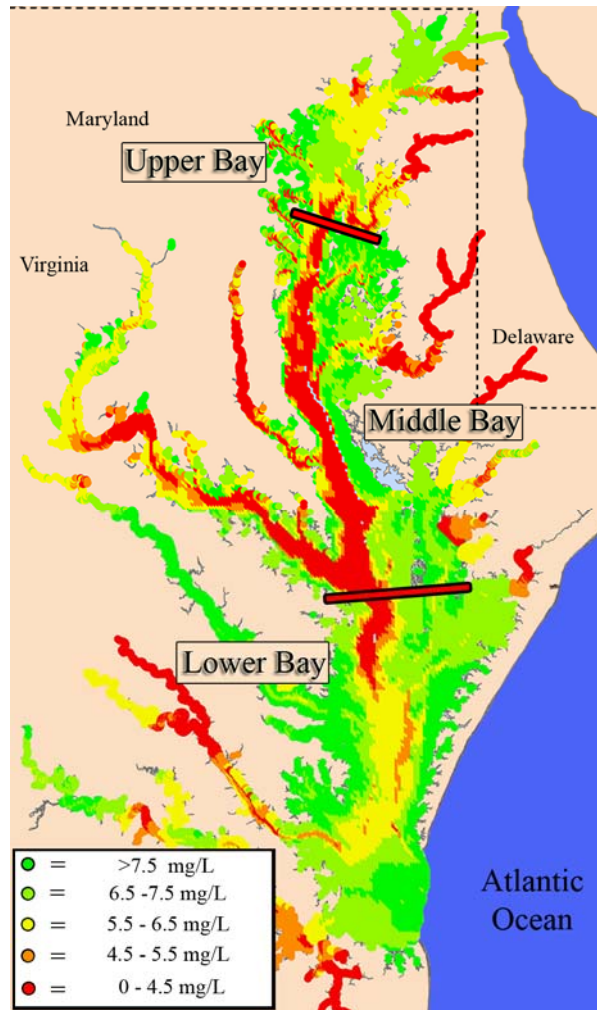 Maryland
Upper Bay
Virginia
Delaware
Middle Bay
Lower Bay
= >7.5 mg/L
= 6.5 -7.5 mg/L
= 5.5 - 6.5 mg/L
= 4.5 - 5.5 mg/L
= 0 - 4.5 mg/L
Atlantic
Ocean